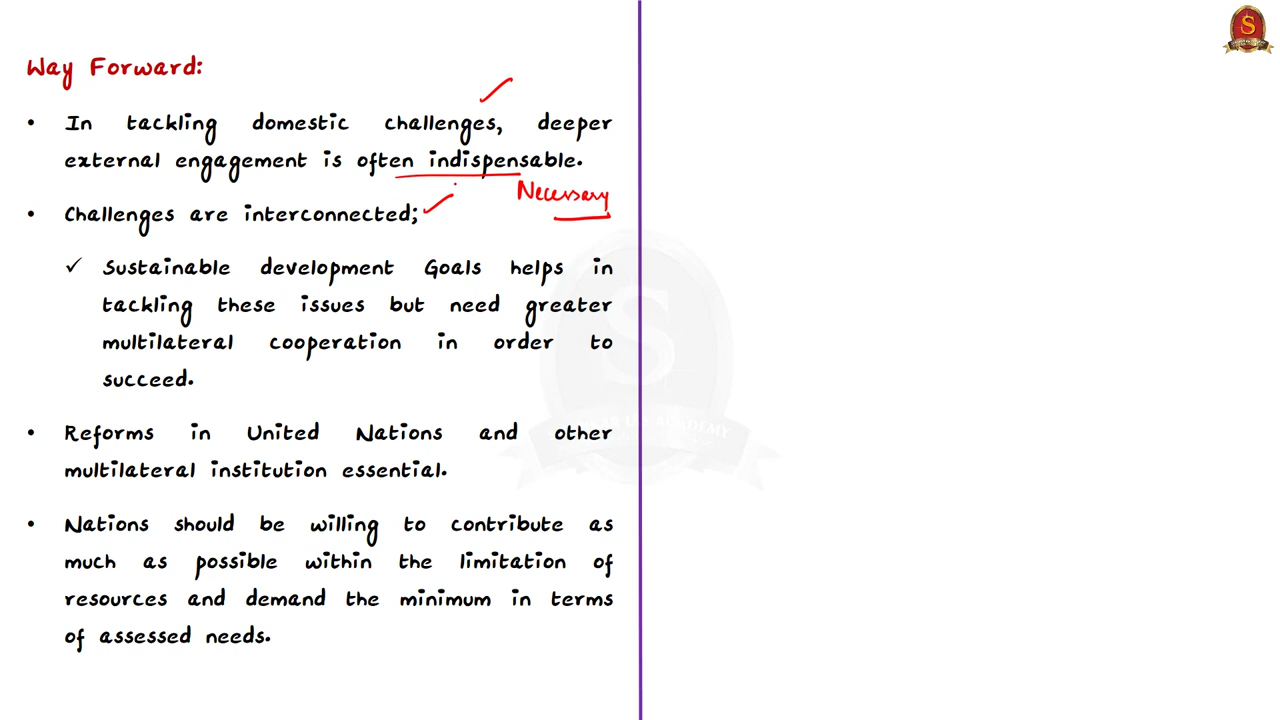 Way Forward:
• In tackling domestic challenges, deeper
external engagement is often indispensable.
Necessary
• Challenges are interconnected;
✓ Sustainable development Goals helps in
tackling these issues but need greater
multilateral cooperation in order to
succeed.
• Reforms in United Nations and other
multilateral institution essential.
• Nations should be willing to contribute as
much as possible within the limitation of
resources and demand the minimum in terms
of assessed needs.
S
S
ACADEMY